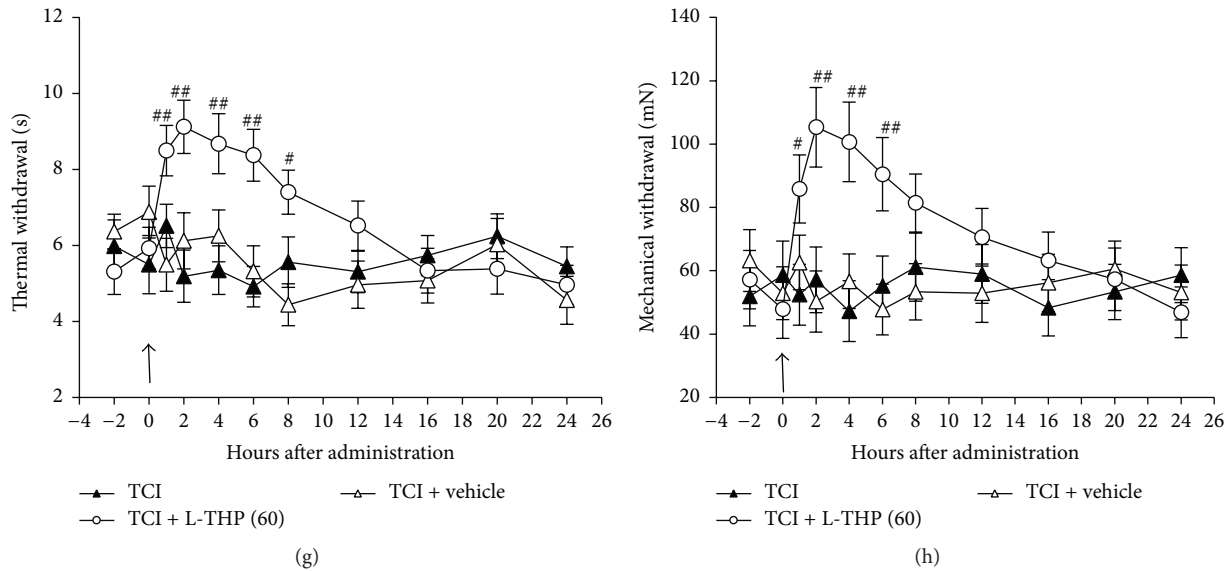 12
10
8
6
4
2
Thermal withdrawal (s)
##
##
##
##
#
−4 −2 0 2 4 6 8 10 12 14 16 18 20 22 24 26
Hours after administration
TCI
TCI + vehicle
TCI + L-THP (60)
(g)
140
120
100
80
60
40
20
Mechanical withdrawal (mN)
#
##
##
##
−4 −2 0 2 4 6 8 10 12 14 16 18 20 22 24 26
Hours after administration
TCI
TCI + vehicle
TCI + L-THP (60)
(h)